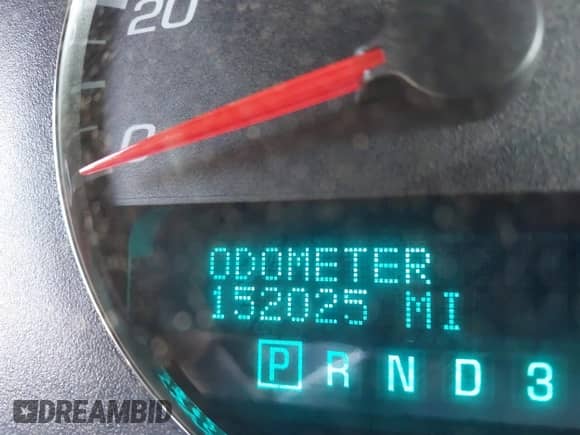 20
0
ODOMETER
152025 MI
P R N D 3
DREAMBID